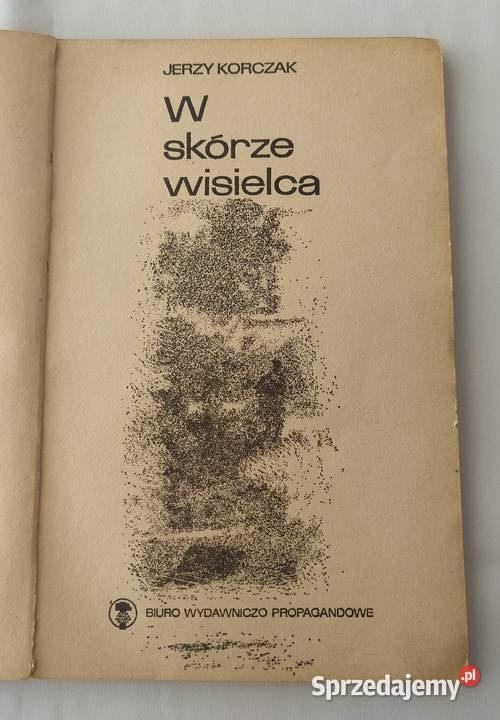 JERZY KORCZAK
W
skórze
wisielca
BIURO WYDAWNICZO PROPAGANDOWE
Sprzedajemy.pl